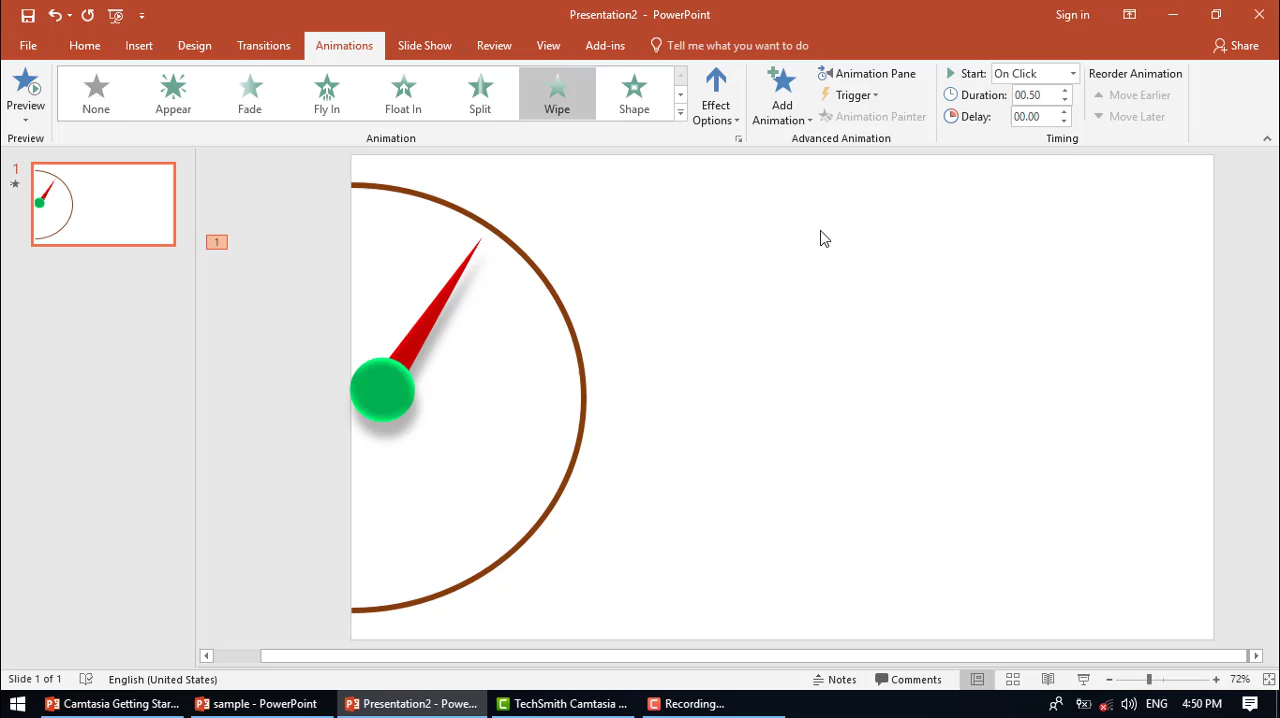 Presentation2 - PowerPoint
Sign in
File Home Insert Design Transitions Animations Slide Show Review View Add-ins Tell me what you want to do Share
Preview
None Appear Fade Fly In Float In Split Wipe Shape
Effect Options
Add Animation
Animation Pane
Trigger
Animation Painter
Start: On Click
Duration: 00.50
Delay: 00.00
Reorder Animation
Move Earlier
Move Later
Preview Animation Advanced Animation Timing
1
1
Slide 1 of 1 English (United States) Notes Comments 72%
Camtasia Getting Star... sample - PowerPoint Presentation2 - Powe... TechSmith Camtasia ... Recording... ENG 4:50 PM